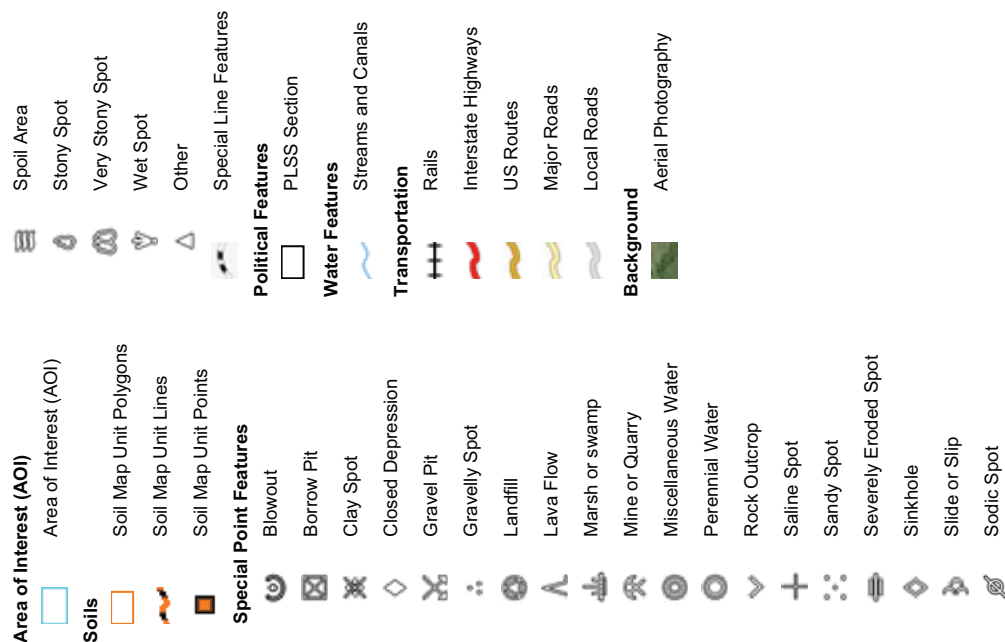 Area of Interest (AOI)
Area of Interest (AOI)
Soils
Soil Map Unit Polygons
Soil Map Unit Lines
Soil Map Unit Points
Special Point Features
Blowout
Borrow Pit
Clay Spot
Closed Depression
Gravel Pit
Gravelly Spot
Landfill
Lava Flow
Marsh or swamp
Mine or Quarry
Miscellaneous Water
Perennial Water
Rock Outcrop
Saline Spot
Sandy Spot
Severely Eroded Spot
Sinkhole
Slide or Slip
Sodic Spot
Spoil Area
Stony Spot
Very Stony Spot
Wet Spot
Other
Special Line Features
Political Features
PLSS Section
Water Features
Streams and Canals
Transportation
Rails
Interstate Highways
US Routes
Major Roads
Local Roads
Background
Aerial Photography